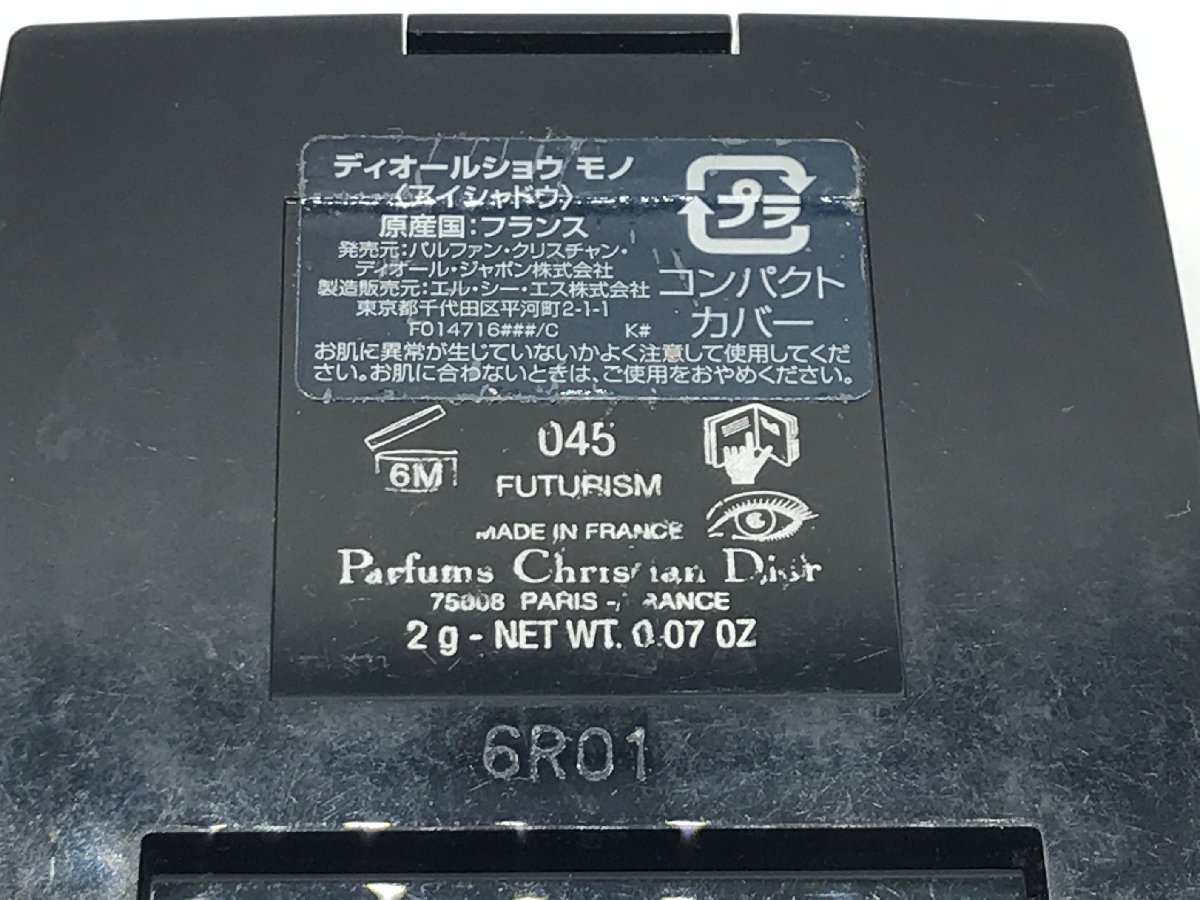 ディオールショウ モノ
〈アイシャドウ〉
原産国:フランス
発売元:パルファン・クリスチャン・
ディオール・ジャポン株式会社
製造販売元:エル・シー・エス株式会社
東京都千代田区平河町2-1-1
F014716###/C K#
プラ
コンパクト
カバー
お肌に異常が生じていないかよく注意して使用してくだ
さい。お肌に合わないときは、ご使用をおやめください。
6M
045
FUTURISM
MADE IN FRANCE
Parfums Christian Dior
75008 PARIS - FRANCE
2 g - NET WT. 0.07 OZ
6R01